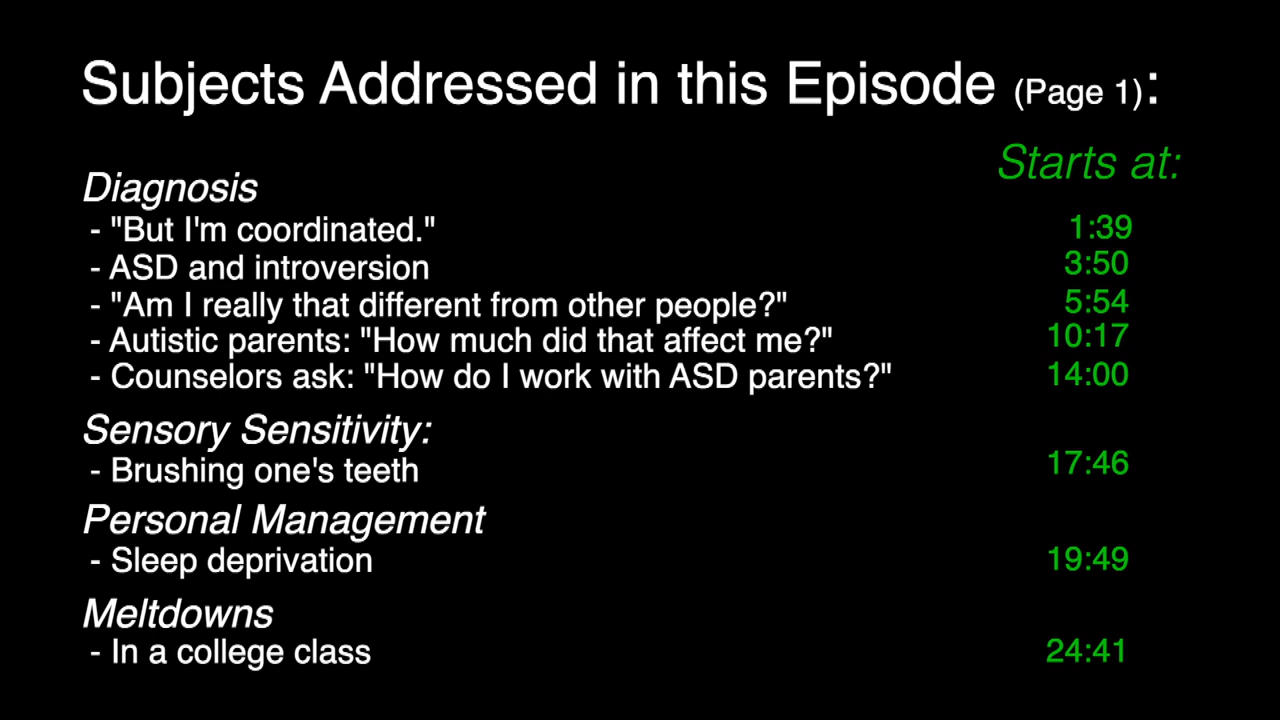 Subjects Addressed in this Episode (Page 1):
Starts at:
Diagnosis
- "But I'm coordinated." 1:39
- ASD and introversion 3:50
- "Am I really that different from other people?" 5:54
- Autistic parents: "How much did that affect me?" 10:17
- Counselors ask: "How do I work with ASD parents?" 14:00
Sensory Sensitivity:
- Brushing one's teeth 17:46
Personal Management
- Sleep deprivation 19:49
Meltdowns
- In a college class 24:41